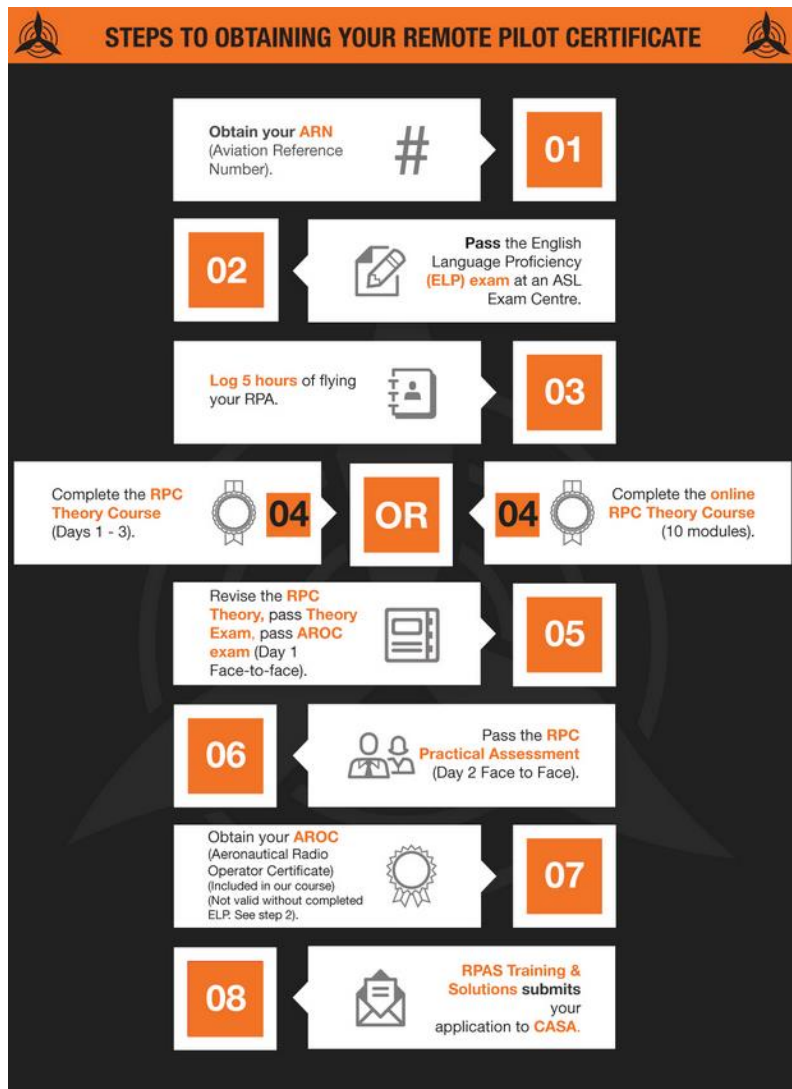 STEPS TO OBTAINING YOUR REMOTE PILOT CERTIFICATE
Obtain your ARN
(Aviation Reference
Number).
#
01
02
Pass the English
Language Proficiency
(ELP) exam at an ASL
Exam Centre.
Log 5 hours of flying
your RPA.
03
Complete the RPC
Theory Course
(Days 1 - 3).
04
OR
04
Complete the online
RPC Theory Course
(10 modules).
Revise the RPC
Theory, pass Theory
Exam, pass AROC
exam (Day 1
Face-to-face).
05
06
Pass the RPC
Practical Assessment
(Day 2 Face to Face).
Obtain your AROC
(Aeronautical Radio
Operator Certificate)
(Included in our course)
(Not valid without completed
ELP. See step 2).
07
08
RPAS Training &
Solutions submits
your
application to CASA.